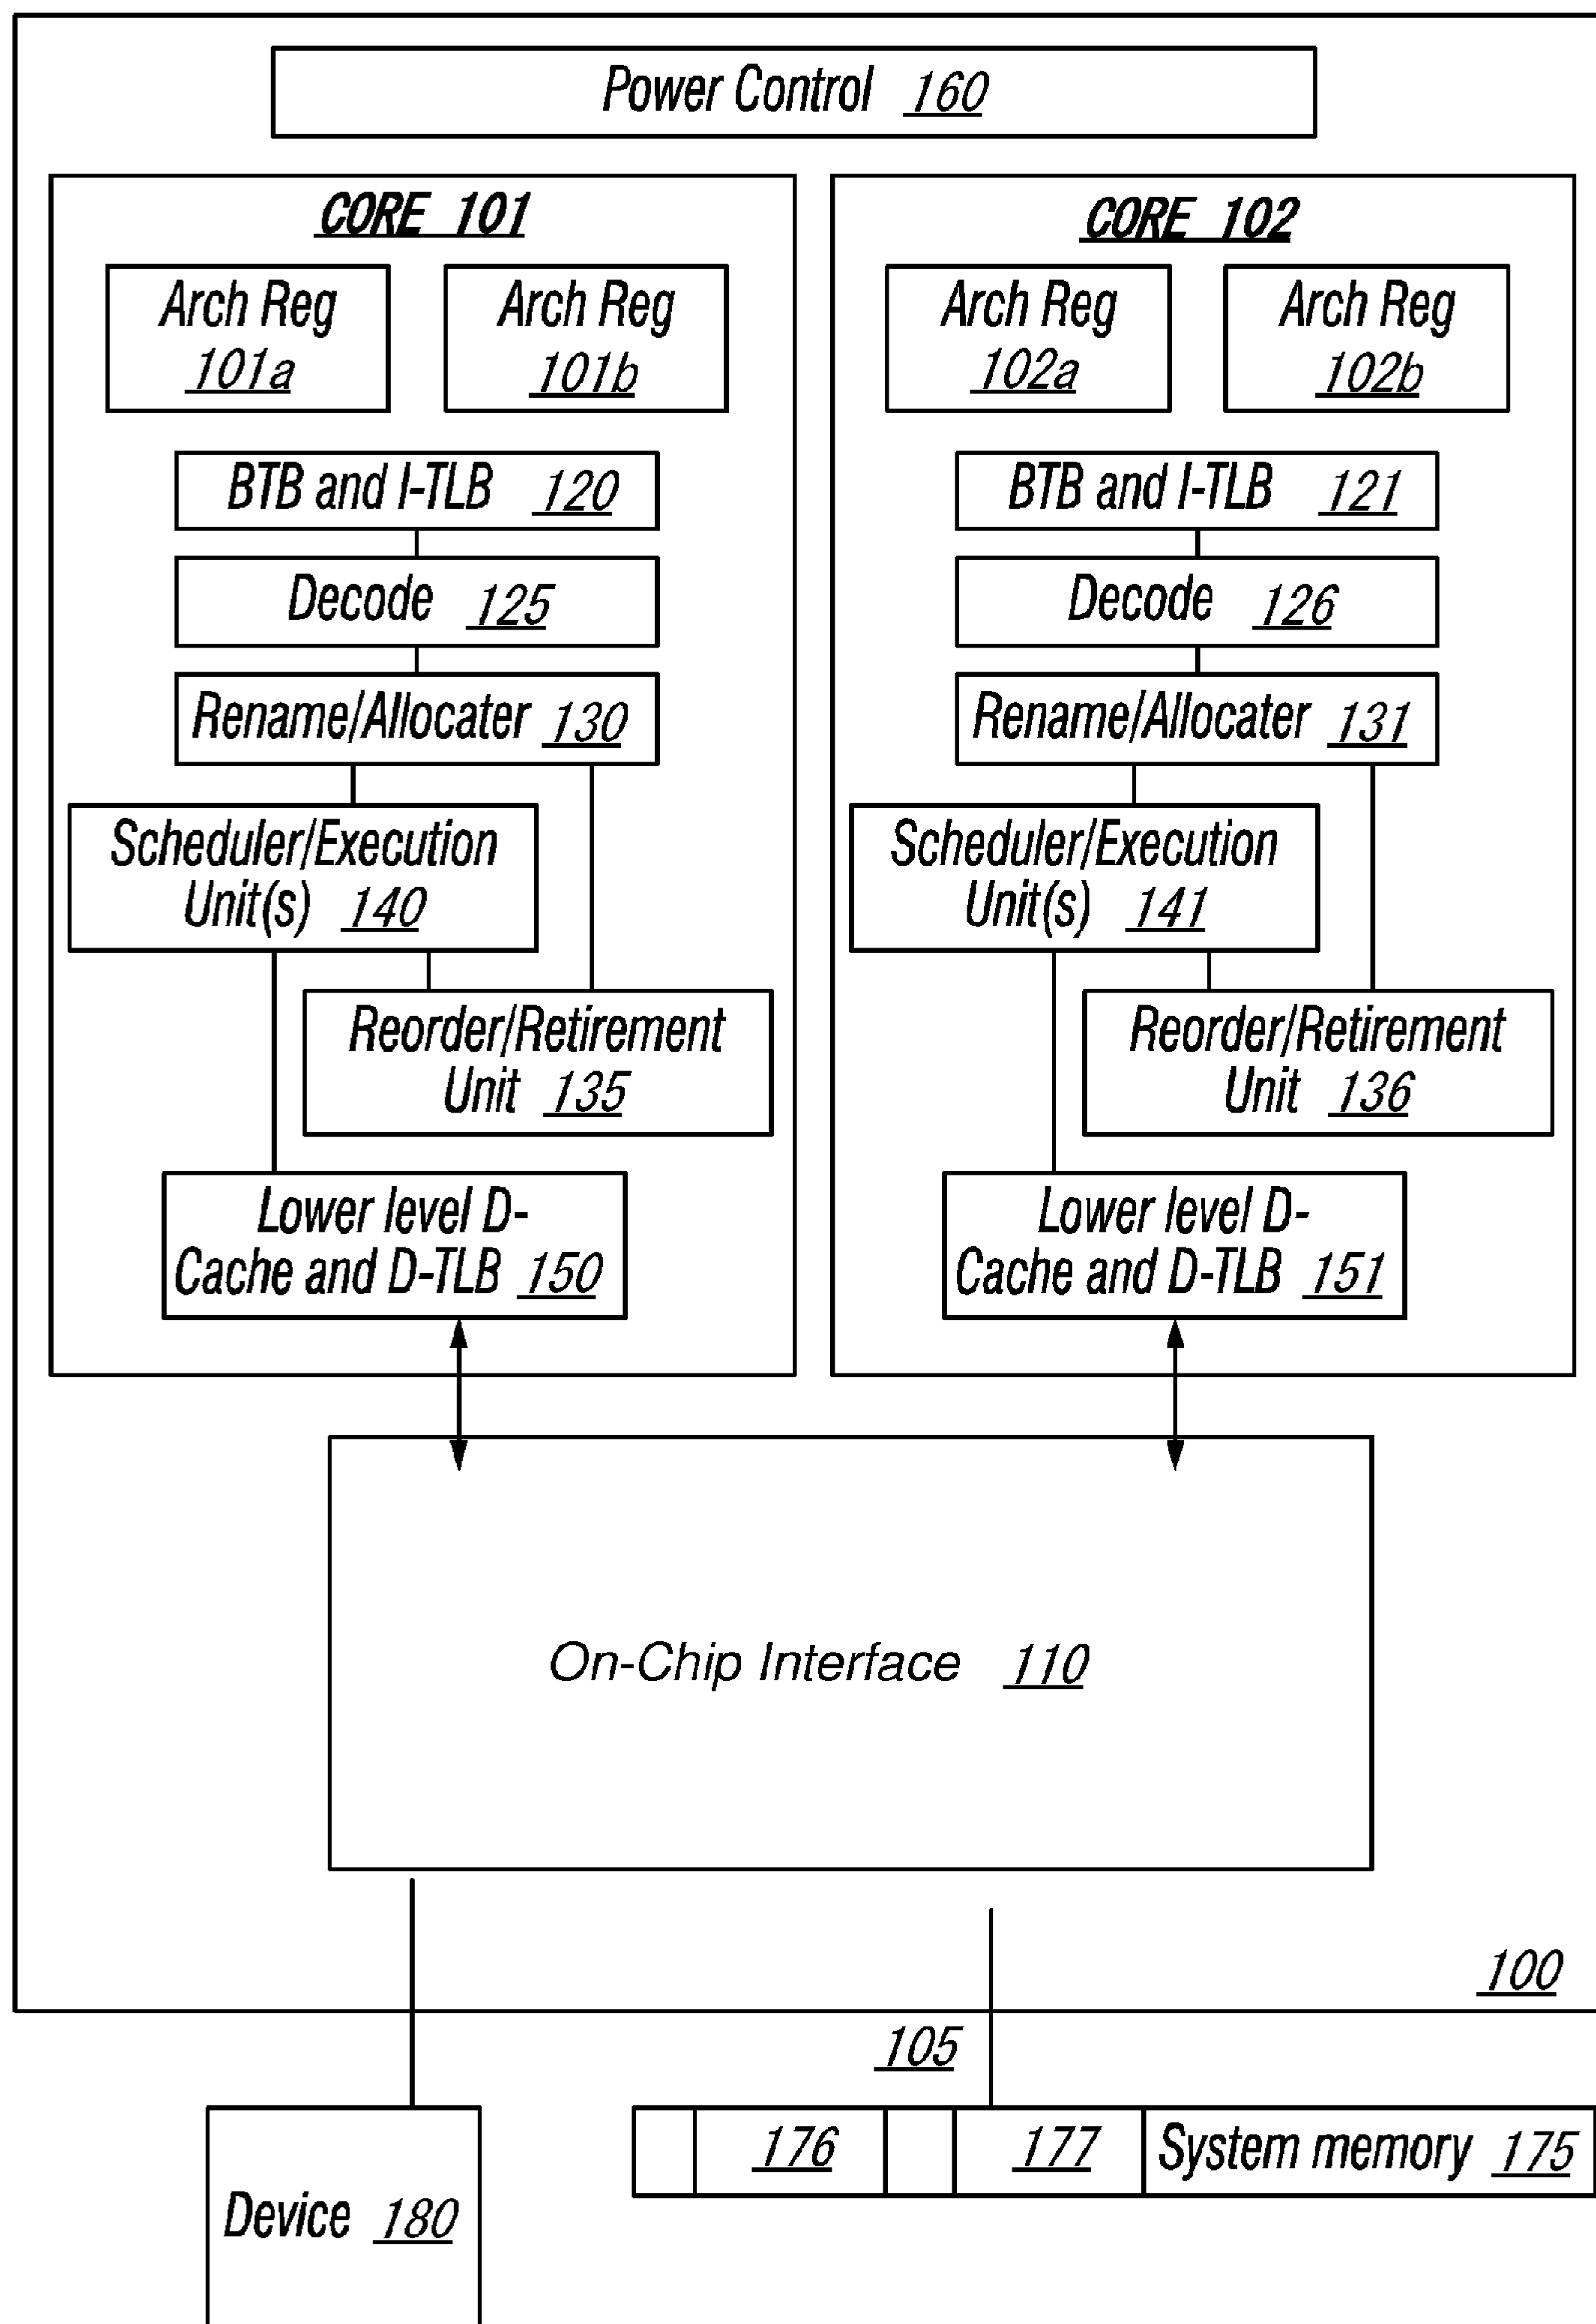 Power Control 160
CORE 101
Arch Reg
101a
Arch Reg
101b
BTB and I-TLB 120
Decode 125
Rename/Allocater 130
Scheduler/Execution
Unit(s) 140
Reorder/Retirement
Unit 135
Lower level D-
Cache and D-TLB 150
CORE 102
Arch Reg
102a
Arch Reg
102b
BTB and I-TLB 121
Decode 126
Rename/Allocater 131
Scheduler/Execution
Unit(s) 141
Reorder/Retirement
Unit 136
Lower level D-
Cache and D-TLB 151
On-Chip Interface 110
100
105
176
177
System memory 175
Device 180